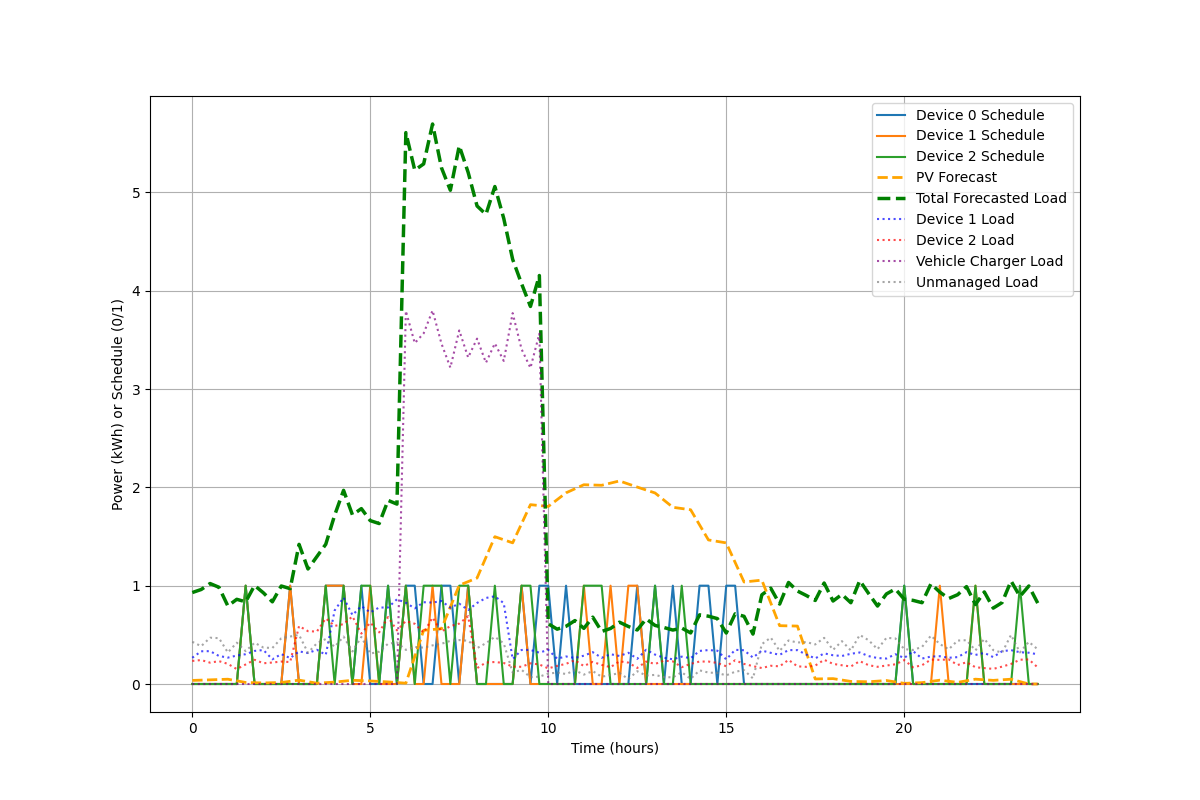 Device 0 Schedule
Device 1 Schedule
Device 2 Schedule
PV Forecast
Total Forecasted Load
Device 1 Load
Device 2 Load
Vehicle Charger Load
Unmanaged Load
5
4
3
2
1
0
Power (kWh) or Schedule (0/1)
0 5 10 15 20
Time (hours)